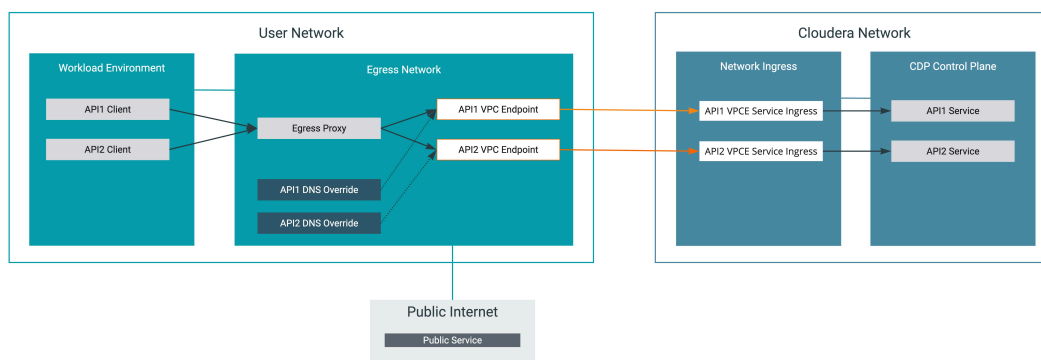 User Network
Cloudera Network
Workload Environment
Egress Network
Network Ingress
CDP Control Plane
API1 Client
API1 VPC Endpoint
API1 VPCE Service Ingress
API1 Service
Egress Proxy
API2 Client
API2 VPC Endpoint
API2 VPCE Service Ingress
API2 Service
API1 DNS Override
API2 DNS Override
Public Internet
Public Service